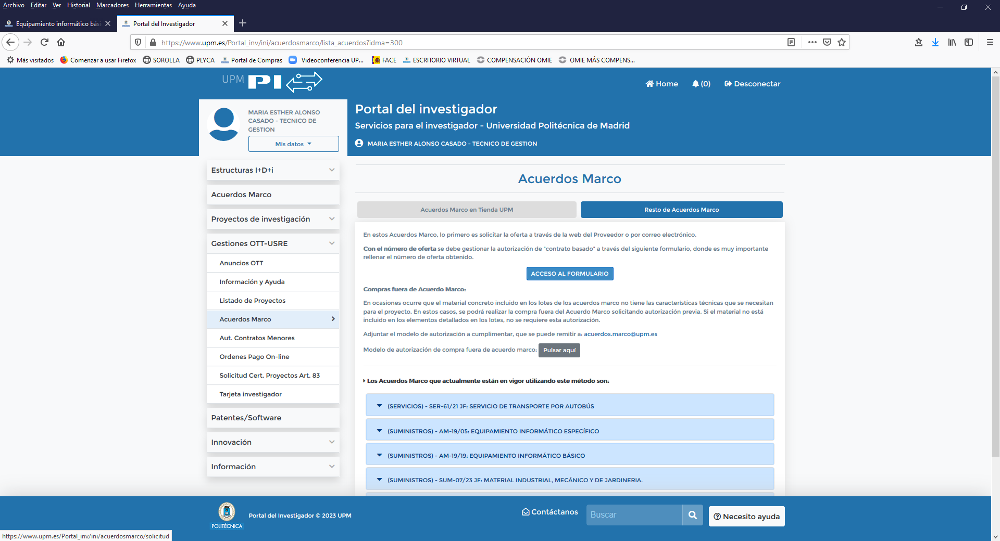 Archivo Editar Ver Historial Marcadores Herramientas Ayuda
Equipamiento informático bás
Portal del Investigador
https://www.upm.es/Portal_inv/ini/acuerdosmarco/lista_acuerdos?idma=300
Más visitados Comenzar a usar Firefox SOROLLA PLYCA Portal de Compras Videoconferencia UP... FACE ESCRITORIO VIRTUAL COMPENSACIÓN OMIE OMIE MÁS COMPENS...
UPM PI
Home (0) Desconectar
MARIA ESTHER ALONSO
CASADO - TECNICO DE
GESTION
Mis datos
Portal del investigador
Servicios para el investigador - Universidad Politécnica de Madrid
MARIA ESTHER ALONSO CASADO - TECNICO DE GESTION
Estructuras I+D+i
Acuerdos Marco
Proyectos de investigación
Gestiones OTT-USRE
Anuncios OTT
Información y Ayuda
Listado de Proyectos
Acuerdos Marco
Aut. Contratos Menores
Ordenes Pago On-line
Solicitud Cert. Proyectos Art. 83
Tarjeta investigador
Patentes/Software
Innovación
Información
Acuerdos Marco
Acuerdos Marco en Tienda UPM
Resto de Acuerdos Marco
En estos Acuerdos Marco, lo primero es solicitar la oferta a través de la web del Proveedor o por correo electrónico.
Con el número de oferta se debe gestionar la autorización de "contrato basado" a través del siguiente formulario, donde es muy importante
rellenar el número de oferta obtenido.
ACCESO AL FORMULARIO
Compras fuera de Acuerdo Marco:
En ocasiones ocurre que el material concreto incluido en los lotes de los acuerdos marco no tiene las características técnicas que se necesitan
para el proyecto. En estos casos, se podrá realizar la compra fuera del Acuerdo Marco solicitando autorización previa. Si el material no está
incluido en los elementos detallados en los lotes, no se requiere esta autorización.
Adjuntar el modelo de autorización a cumplimentar, que se puede remitir a: acuerdos.marco@upm.es
Modelo de autorización de compra fuera de acuerdo marco: Pulsar aquí
Los Acuerdos Marco que actualmente están en vigor utilizando este método son:
(SERVICIOS) - SER-61/21 JF: SERVICIO DE TRANSPORTE POR AUTOBÚS
(SUMINISTROS) - AM-19/05: EQUIPAMIENTO INFORMÁTICO ESPECÍFICO
(SUMINISTROS) - AM-19/19: EQUIPAMIENTO INFORMÁTICO BÁSICO
(SUMINISTROS) - SUM-07/23 JF: MATERIAL INDUSTRIAL, MECÁNICO Y DE JARDINERIA.
POLITÉCNICA
Portal del Investigador © 2023 UPM
Contáctanos
Buscar
Necesito ayuda
https://www.upm.es/Portal_inv/ini/acuerdosmarco/solicitud